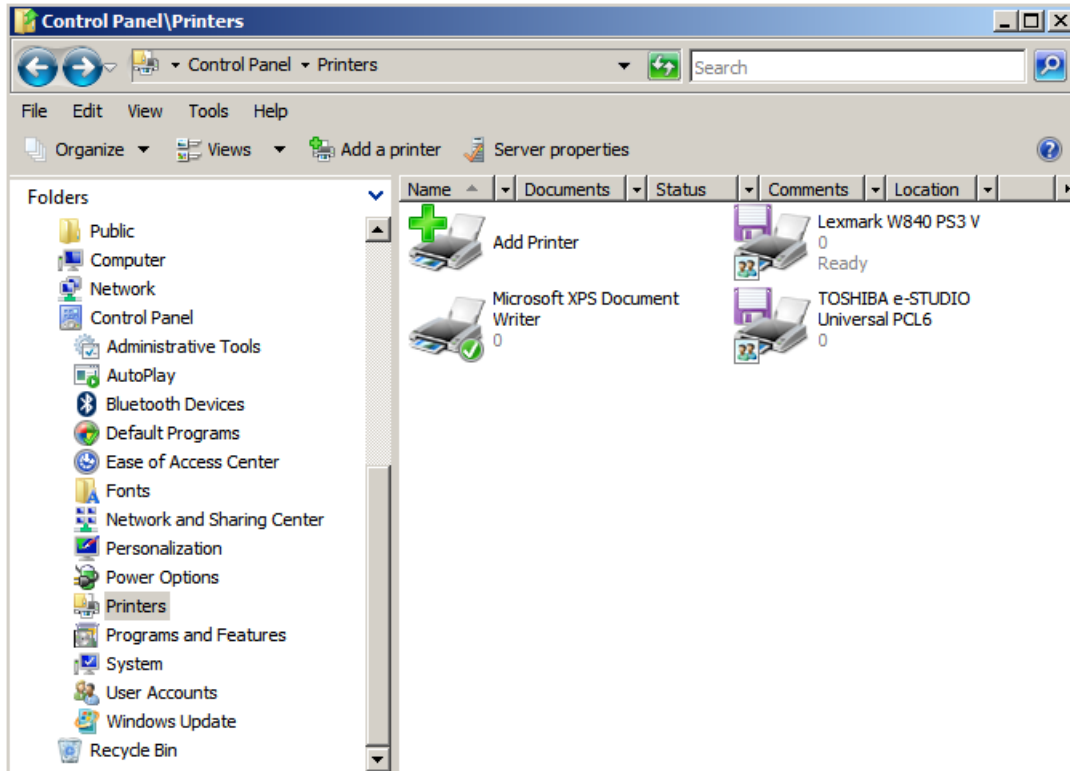 Control Panel\Printers
Control Panel Printers
Search
File Edit View Tools Help
Organize Views Add a printer Server properties
Folders
Public
Computer
Network
Control Panel
Administrative Tools
AutoPlay
Bluetooth Devices
Default Programs
Ease of Access Center
Fonts
Network and Sharing Center
Personalization
Power Options
Printers
Programs and Features
System
User Accounts
Windows Update
Recycle Bin
Name Documents Status Comments Location
Add Printer
Lexmark W840 PS3 V
0
Ready
Microsoft XPS Document
Writer
0
TOSHIBA e-STUDIO
Universal PCL6
0